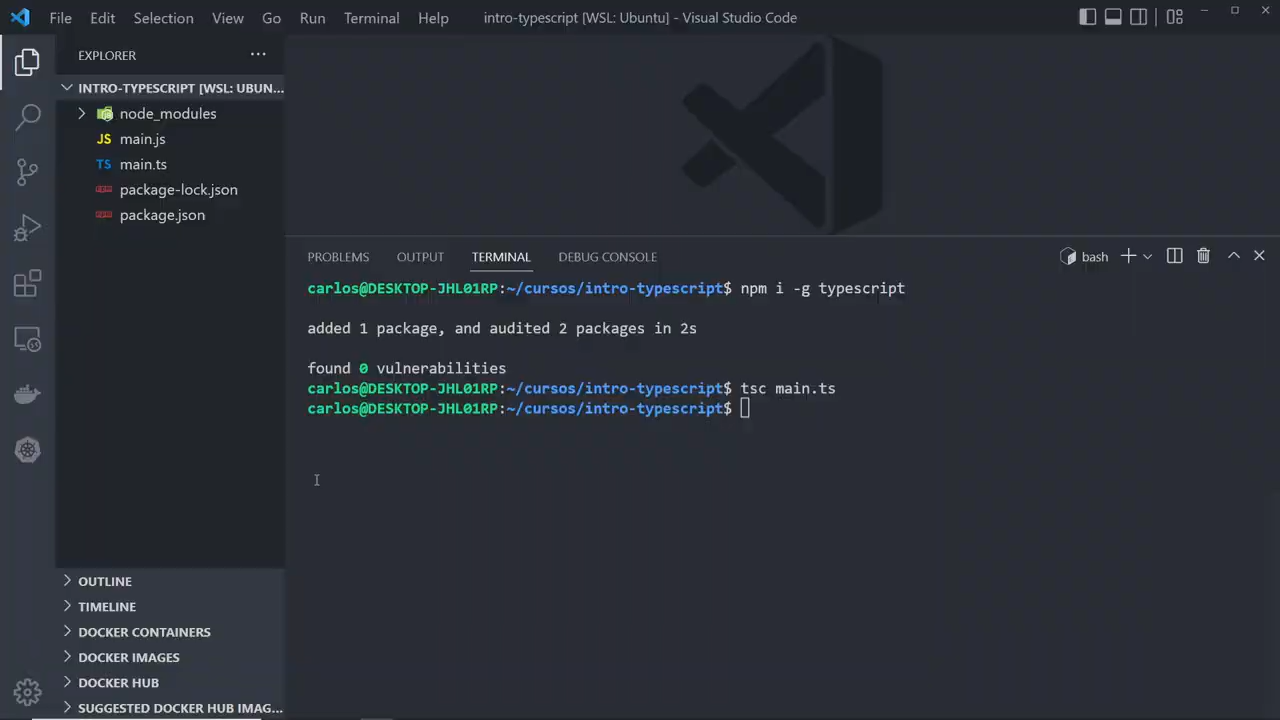 File Edit Selection View Go Run Terminal Help intro-typescript [WSL: Ubuntu] - Visual Studio Code
EXPLORER
INTRO-TYPESCRIPT [WSL: UBUN...
node_modules
JS main.js
TS main.ts
package-lock.json
package.json
OUTLINE
TIMELINE
DOCKER CONTAINERS
DOCKER IMAGES
DOCKER HUB
SUGGESTED DOCKER HUB IMAG...
PROBLEMS OUTPUT TERMINAL DEBUG CONSOLE bash
carlos@DESKTOP-JHL01RP:~/cursos/intro-typescript$ npm i -g typescript
added 1 package, and audited 2 packages in 2s
found 0 vulnerabilities
carlos@DESKTOP-JHL01RP:~/cursos/intro-typescript$ tsc main.ts
carlos@DESKTOP-JHL01RP:~/cursos/intro-typescript$